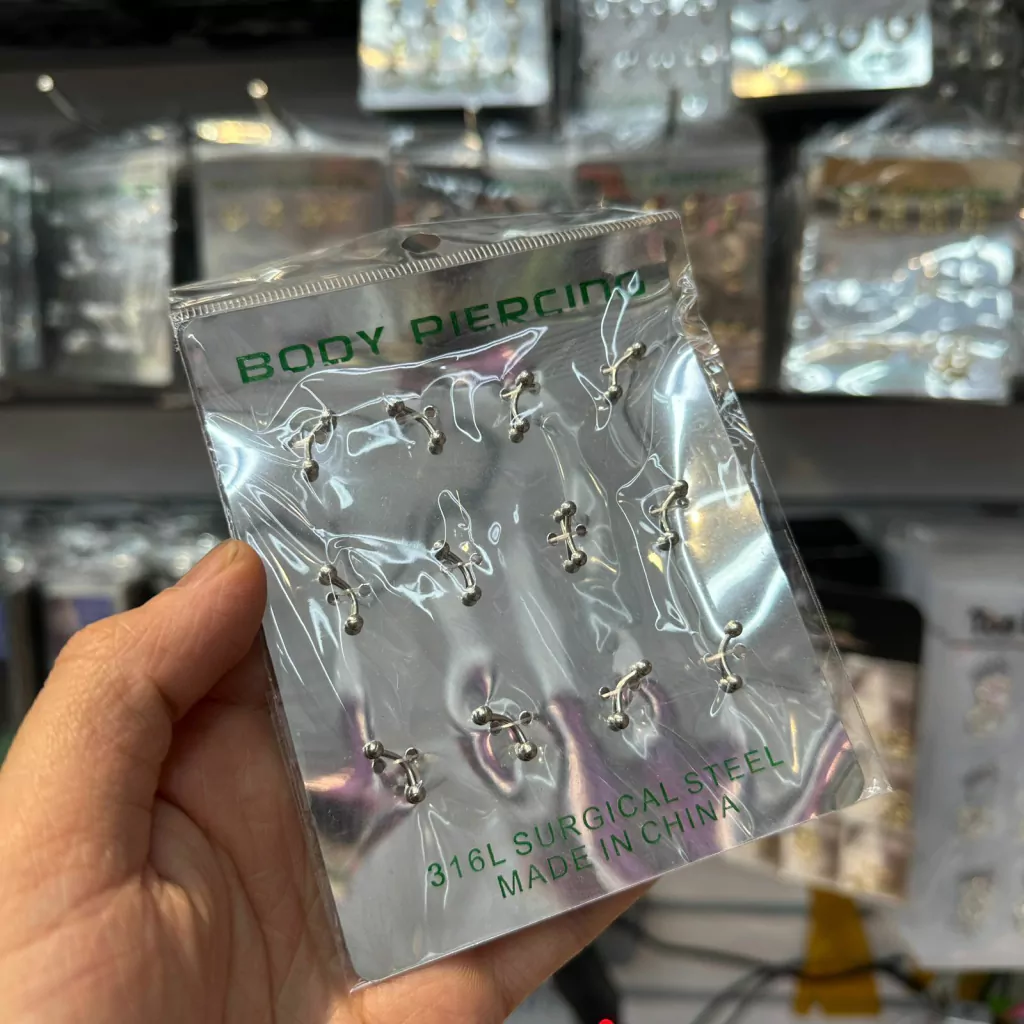 BODY PIERCING
316L SURGICAL STEEL
MADE IN CHINA